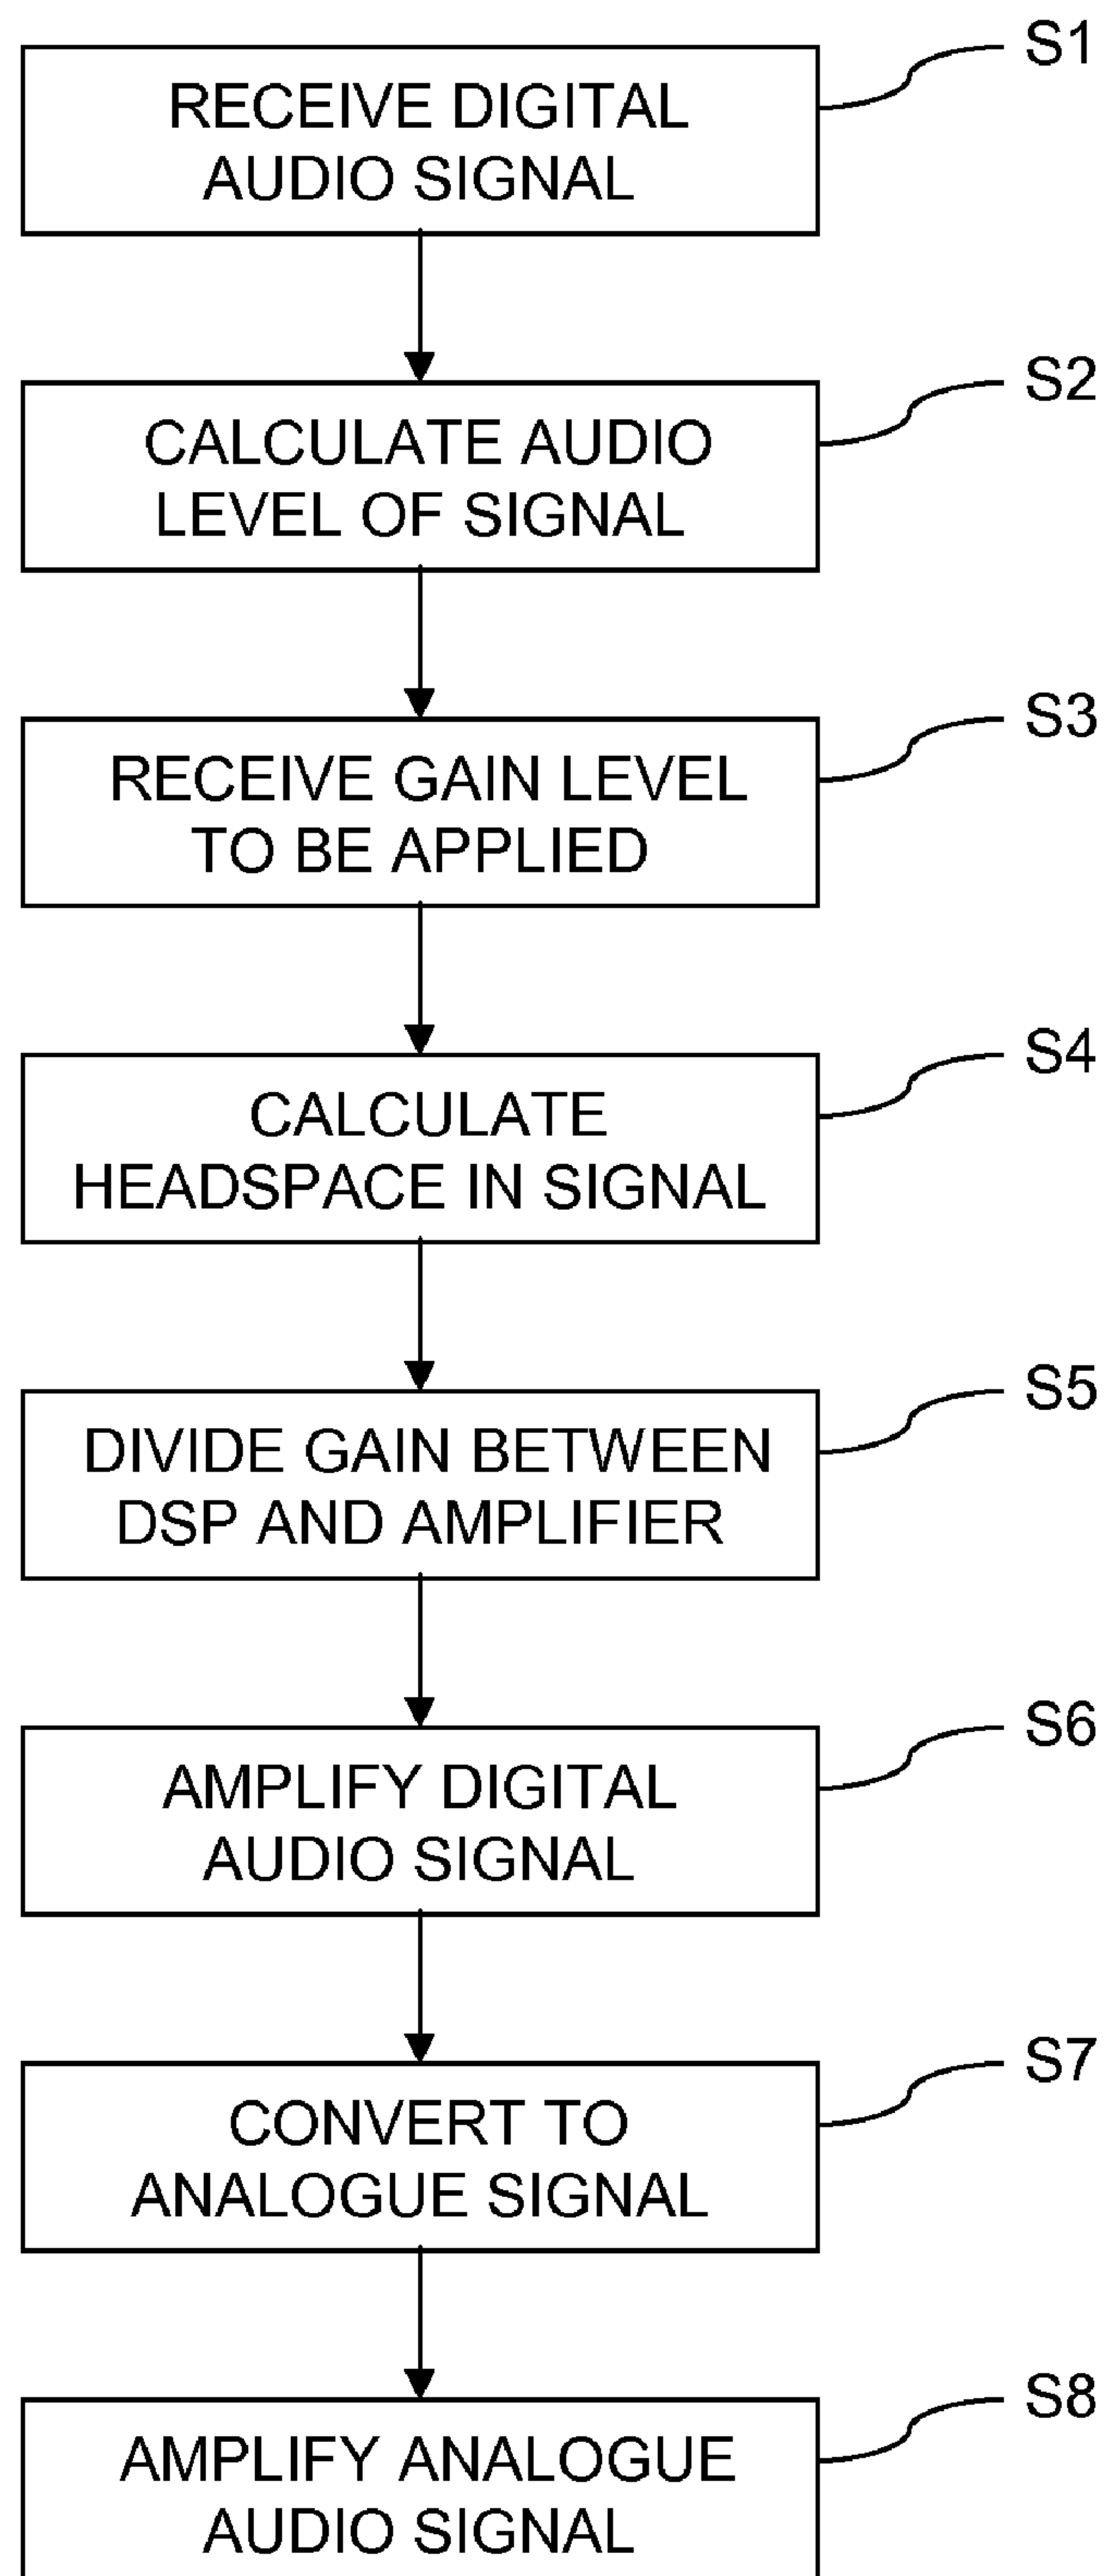 S1
RECEIVE DIGITAL
AUDIO SIGNAL
S2
CALCULATE AUDIO
LEVEL OF SIGNAL
S3
RECEIVE GAIN LEVEL
TO BE APPLIED
S4
CALCULATE
HEADSPACE IN SIGNAL
S5
DIVIDE GAIN BETWEEN
DSP AND AMPLIFIER
S6
AMPLIFY DIGITAL
AUDIO SIGNAL
S7
CONVERT TO
ANALOGUE SIGNAL
S8
AMPLIFY ANALOGUE
AUDIO SIGNAL